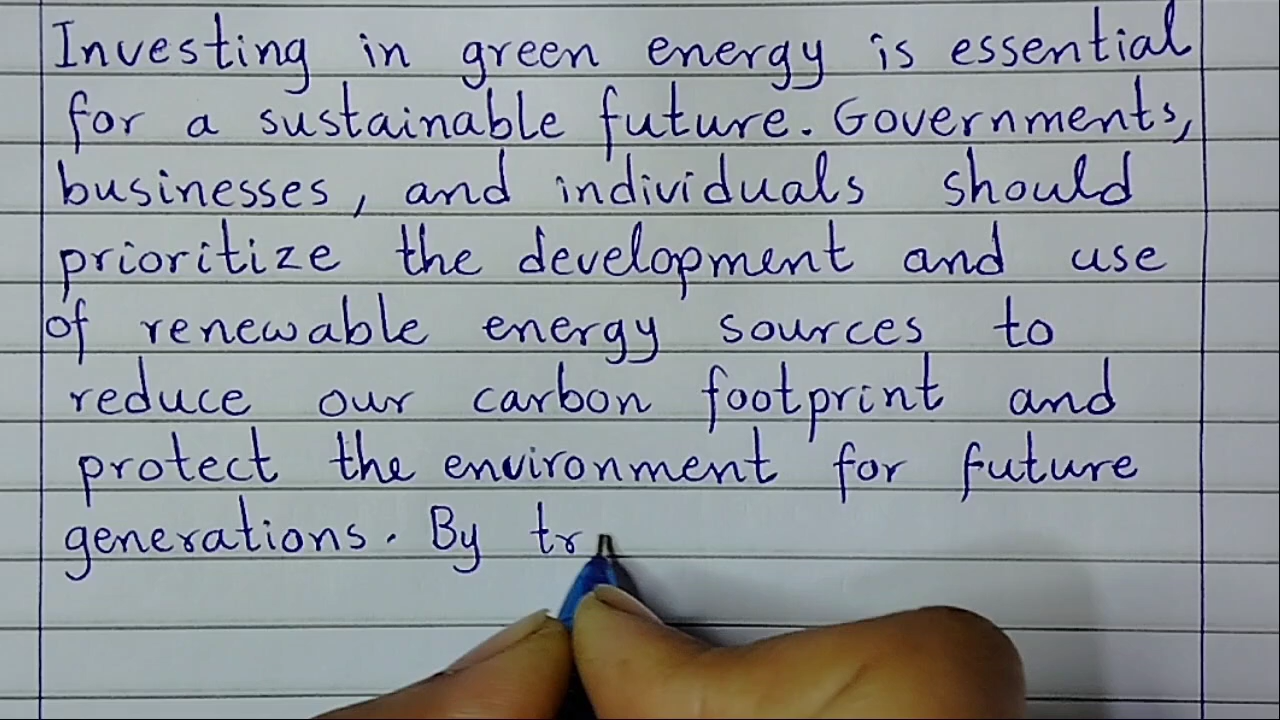 Investing in green energy is essential
for a sustainable future. Governments,
businesses, and individuals should
prioritize the development and use
of renewable energy sources to
reduce our carbon footprint and
protect the environment for future
generations. By tr